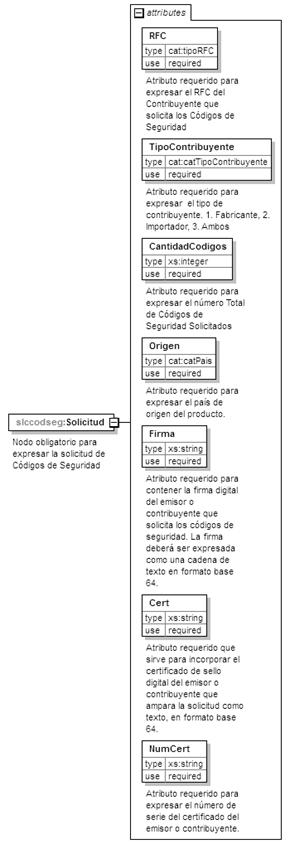 attributes
RFC
type cat:tipoRFC
use required
Atributo requerido para
expresar el RFC del
Contribuyente que
solicita los Códigos de
Seguridad
TipoContribuyente
type cat:catTipoContribuyente
use required
Atributo requerido para
expresar el tipo de
contribuyente. 1. Fabricante, 2.
Importador, 3. Ambos
CantidadCodigos
type xs:integer
use required
Atributo requerido para
expresar el número Total
de Códigos de
Seguridad Solicitados
Origen
type cat:catPais
use required
Atributo requerido para
expresar el país de
origen del producto.
slccodseg:Solicitud
Nodo obligatorio para
expresar la solicitud de
Códigos de Seguridad
Firma
type xs:string
use required
Atributo requerido para
contener la firma digital
del emisor o
contribuyente que
solicita los códigos de
seguridad. La firma
deberá ser expresada
como una cadena de
texto en formato base
64.
Cert
type xs:string
use required
Atributo requerido que
sirve para incorporar el
certificado de sello
digital del emisor o
contribuyente que
ampara la solicitud como
texto, en formato base
64.
NumCert
type xs:string
use required
Atributo requerido para
expresar el número de
serie del certificado del
emisor o contribuyente.